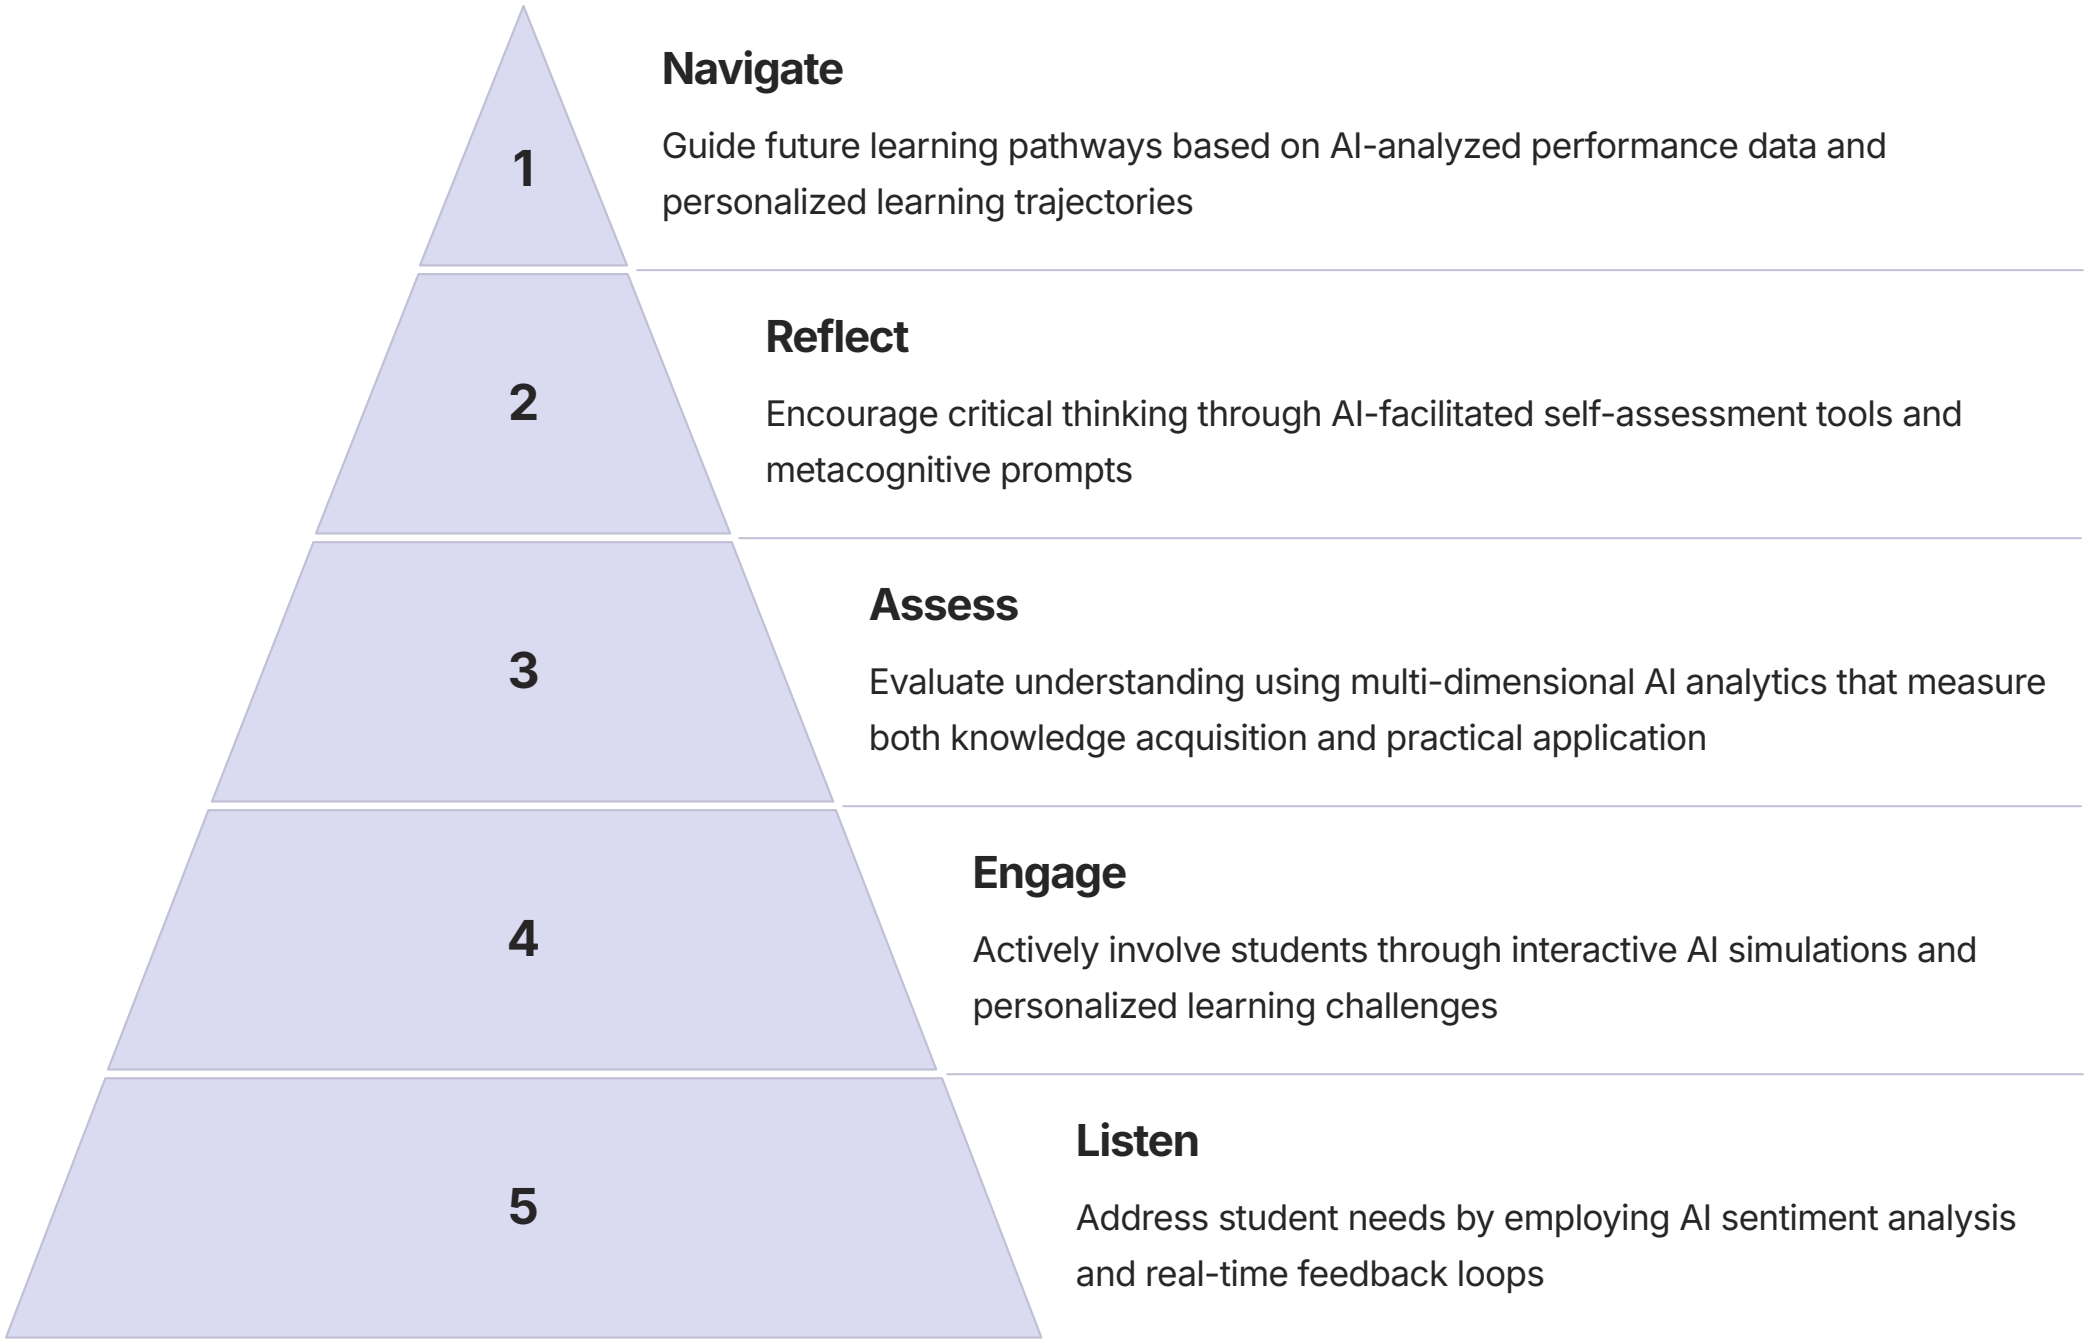 Navigate
1
Guide future learning pathways based on AI-analyzed performance data and
personalized learning trajectories
Reflect
2
Encourage critical thinking through AI-facilitated self-assessment tools and
metacognitive prompts
Assess
3
Evaluate understanding using multi-dimensional AI analytics that measure
both knowledge acquisition and practical application
Engage
4
Actively involve students through interactive AI simulations and
personalized learning challenges
Listen
5
Address student needs by employing AI sentiment analysis
and real-time feedback loops